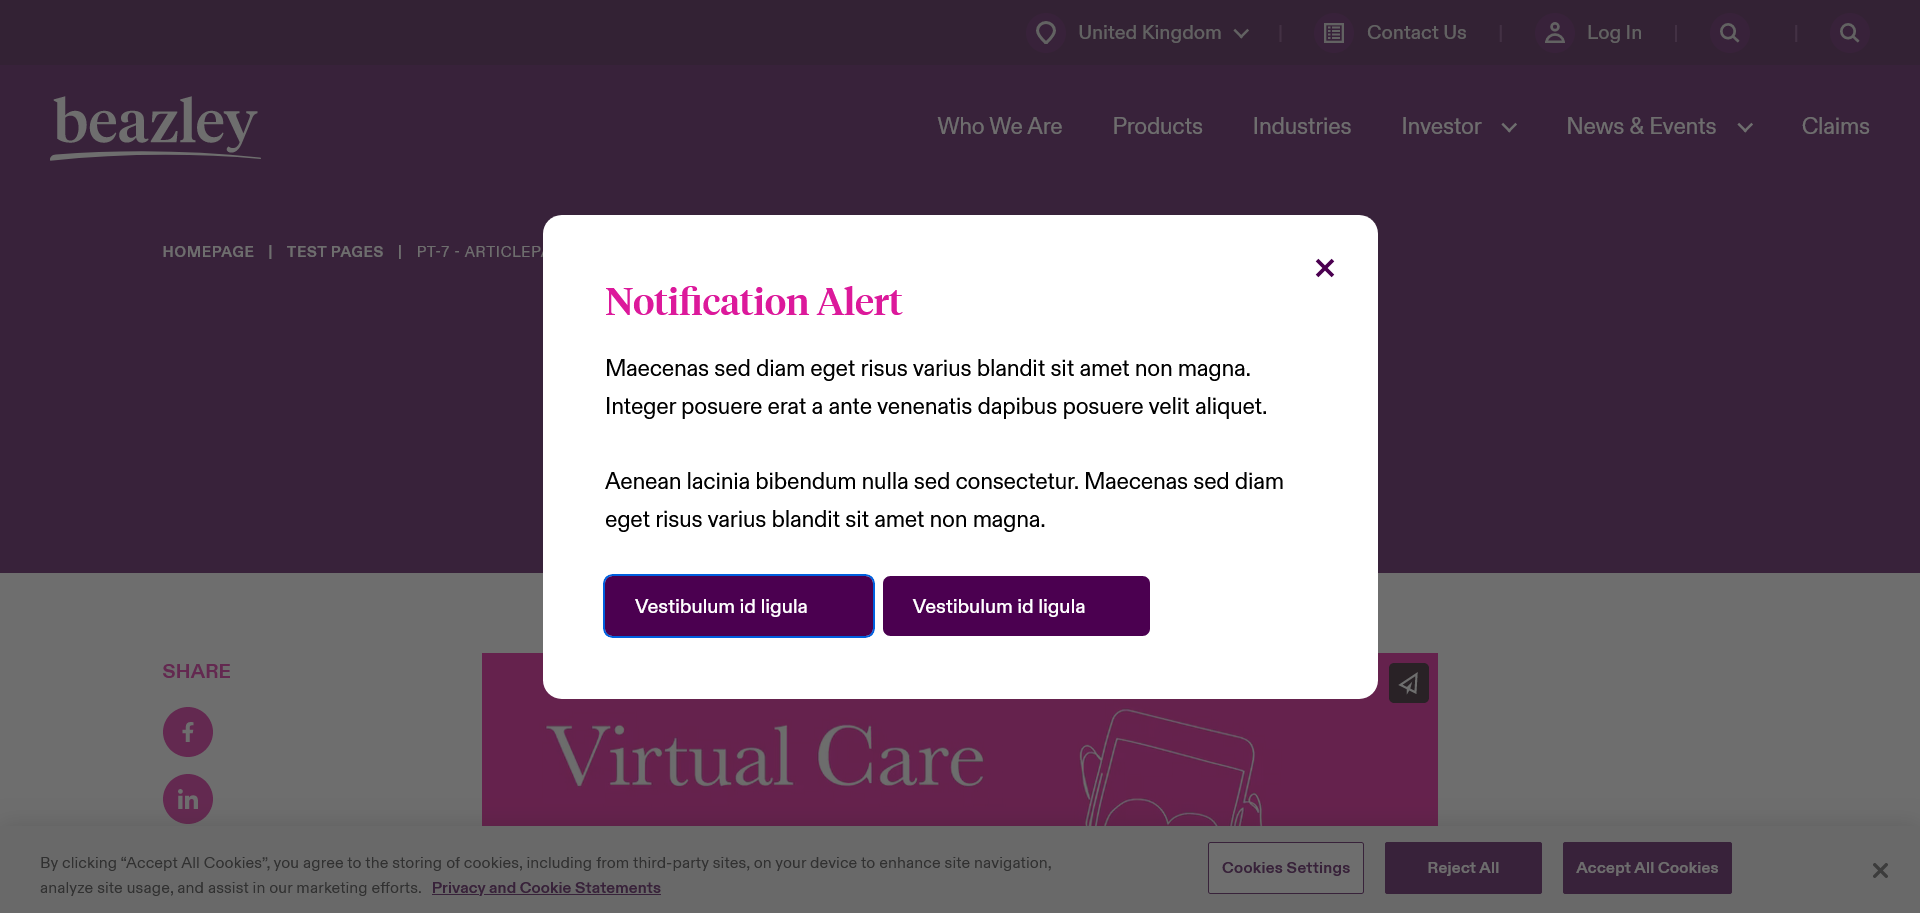 United Kingdom
Contact Us
Log In
beazley
Who We Are
Products
Industries
Investor
News & Events
Claims
HOMEPAGE | TEST PAGES | PT-7 - ARTICLEPA
Notification Alert
Maecenas sed diam eget risus varius blandit sit amet non magna.
Integer posuere erat a ante venenatis dapibus posuere velit aliquet.
Aenean lacinia bibendum nulla sed consectetur. Maecenas sed diam
eget risus varius blandit sit amet non magna.
Vestibulum id ligula
Vestibulum id ligula
SHARE
Virtual Care
By clicking “Accept All Cookies”, you agree to the storing of cookies, including from third-party sites, on your device to enhance site navigation,
analyze site usage, and assist in our marketing efforts. Privacy and Cookie Statements
Cookies Settings
Reject All
Accept All Cookies